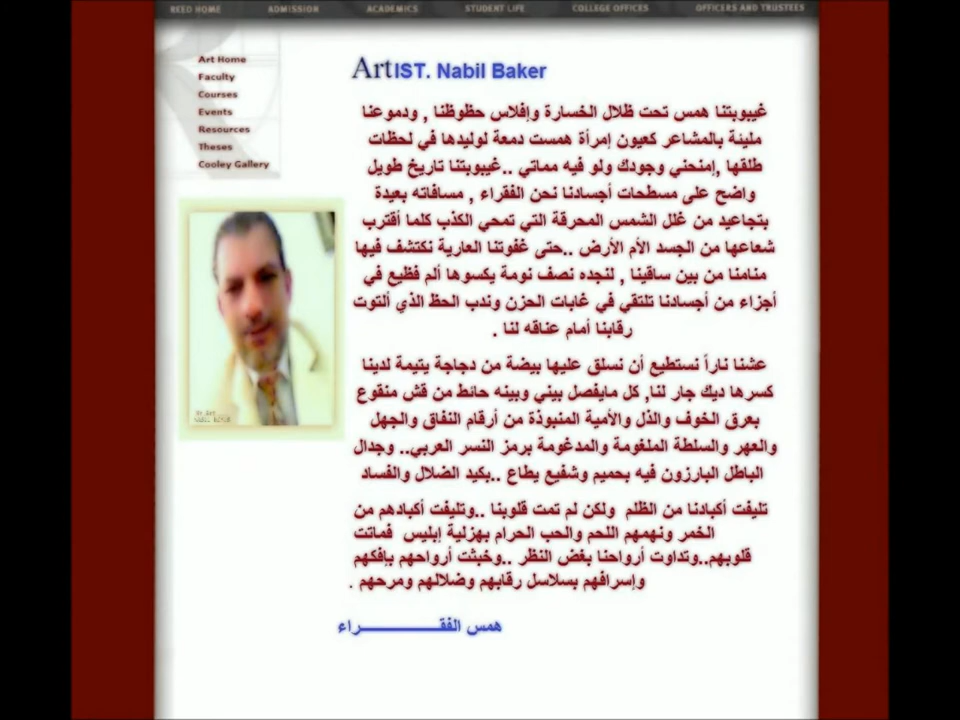 REED HOME ADMISSION ACADEMICS STUDENT LIFE COLLEGE OFFICES OFFICERS AND TRUSTEES
Art Home
Faculty
Courses
Events
Resources
Theses
Cooley Gallery
ArtIST. Nabil Baker
غيبوبتنا همس تحت ظلال الخسارة وإفلاس حظوظنا , ودموعنا
مليئة بالمشاعر كعيون إمرأة همست دمعة لوليدها في لحظات
طلقها ,إمنحني وجودك ولو فيه مماتي ..غيبوبتنا تاريخ طويل
واضح على مسطحات أجسادنا نحن الفقراء , مسافاته بعيدة
بتجاعيد من غلل الشمس المحرقة التي تمحي الكذب كلما أقترب
شعاعها من الجسد الأم الأرض ..حتى غفوتنا العارية نكتشف فيها
منامنا من بين ساقينا , لنجده نصف نومة يكسوها ألم فظيع في
أجزاء من أجسادنا تلتقي في غابات الحزن وندب الحظ الذي ألتوت
رقابنا أمام عناقه لنا .
عشنا ناراً نستطيع أن نسلق عليها بيضة من دجاجة يتيمة لدينا
كسرها ديك جار لنا, كل مايفصل بيني وبينه حائط من قش منقوع
بعرق الخوف والذل والأمية المنبوذة من أرقام النفاق والجهل
والعهر والسلطة الملغومة والمدغومة برمز النسر العربي.. وجدال
الباطل البارزون فيه بحميم وشفيع يطاع ..بكيد الضلال والفساد
تليفت أكبادنا من الظلم ولكن لم تمت قلوبنا ..وتليفت أكبادهم من
الخمر ونهمهم اللحم والحب الحرام بهزلية إبليس فماتت
قلوبهم..وتداوت أرواحنا بغض النظر ..وخبثت أرواحهم بإفكهم
وإسرافهم بسلاسل رقابهم وضلالهم ومرحهم .
همس الفقـــــــــــــراء